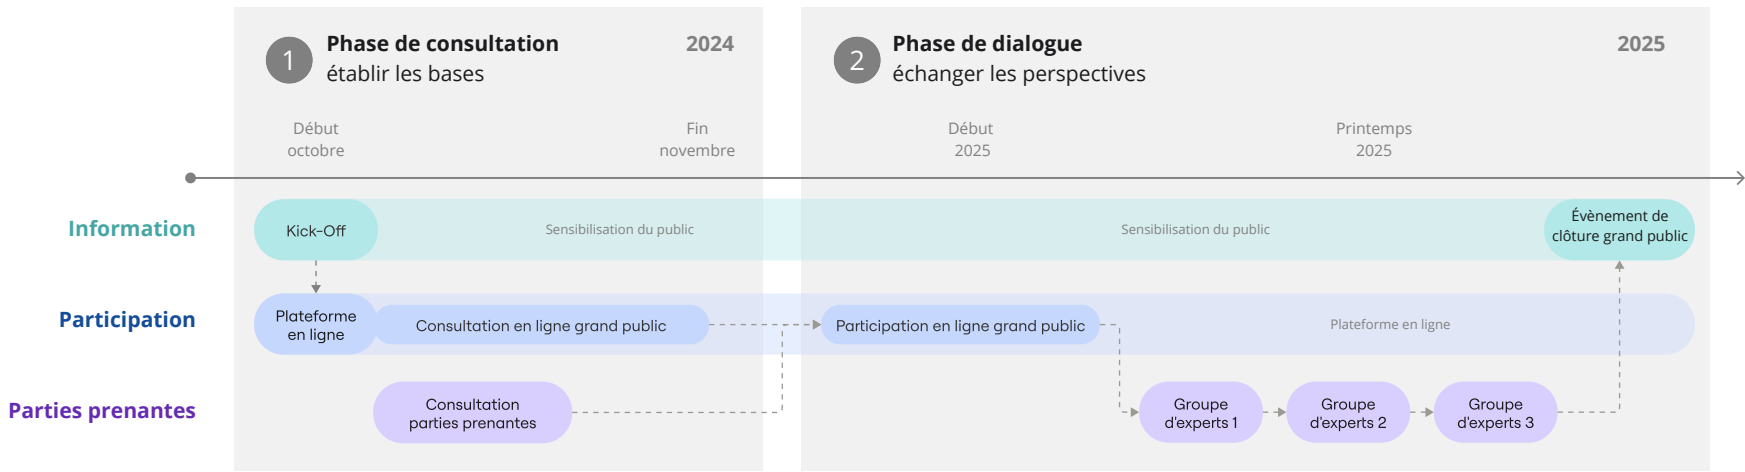 1
Phase de consultation
établir les bases
2024
2
Phase de dialogue
échanger les perspectives
2025
Début
octobre
Fin
novembre
Début
2025
Printemps
2025
Information
Kick-Off
Sensibilisation du public
Sensibilisation du public
Évènement de
clôture grand public
Participation
Plateforme
en ligne
Consultation en ligne grand public
Participation en ligne grand public
Plateforme en ligne
Parties prenantes
Consultation
parties prenantes
Groupe
d'experts 1
Groupe
d'experts 2
Groupe
d'experts 3